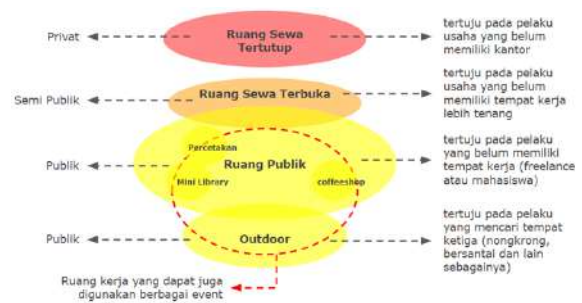 Privat
Ruang Sewa
Tertutup
tertuju pada pelaku
usaha yang belum
memiliki kantor
Semi Publik
Ruang Sewa Terbuka
tertuju pada pelaku
usaha yang belum
memiliki tempat kerja
lebih tenang
Publik
Percetakan
Ruang Publik
Mini Library
coffeeshop
tertuju pada pelaku
yang belum memiliki
tempat kerja (freelance
atau mahasiswa)
Publik
Outdoor
tertuju pada pelaku
yang mencari tempat
ketiga (nongkrong,
bersantai dan lain
sebagainya)
Ruang kerja yang dapat juga
digunakan berbagai event